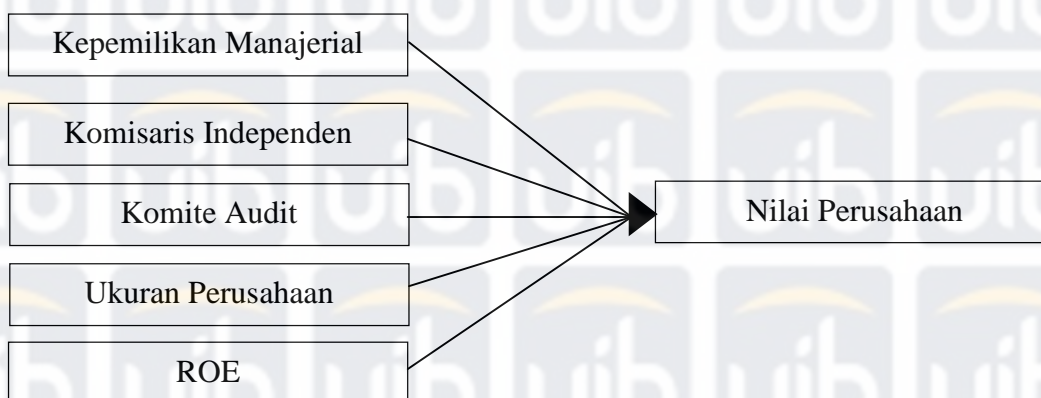 Kepemilikan Manajerial
Komisaris Independen
Komite Audit
Nilai Perusahaan
Ukuran Perusahaan
ROE